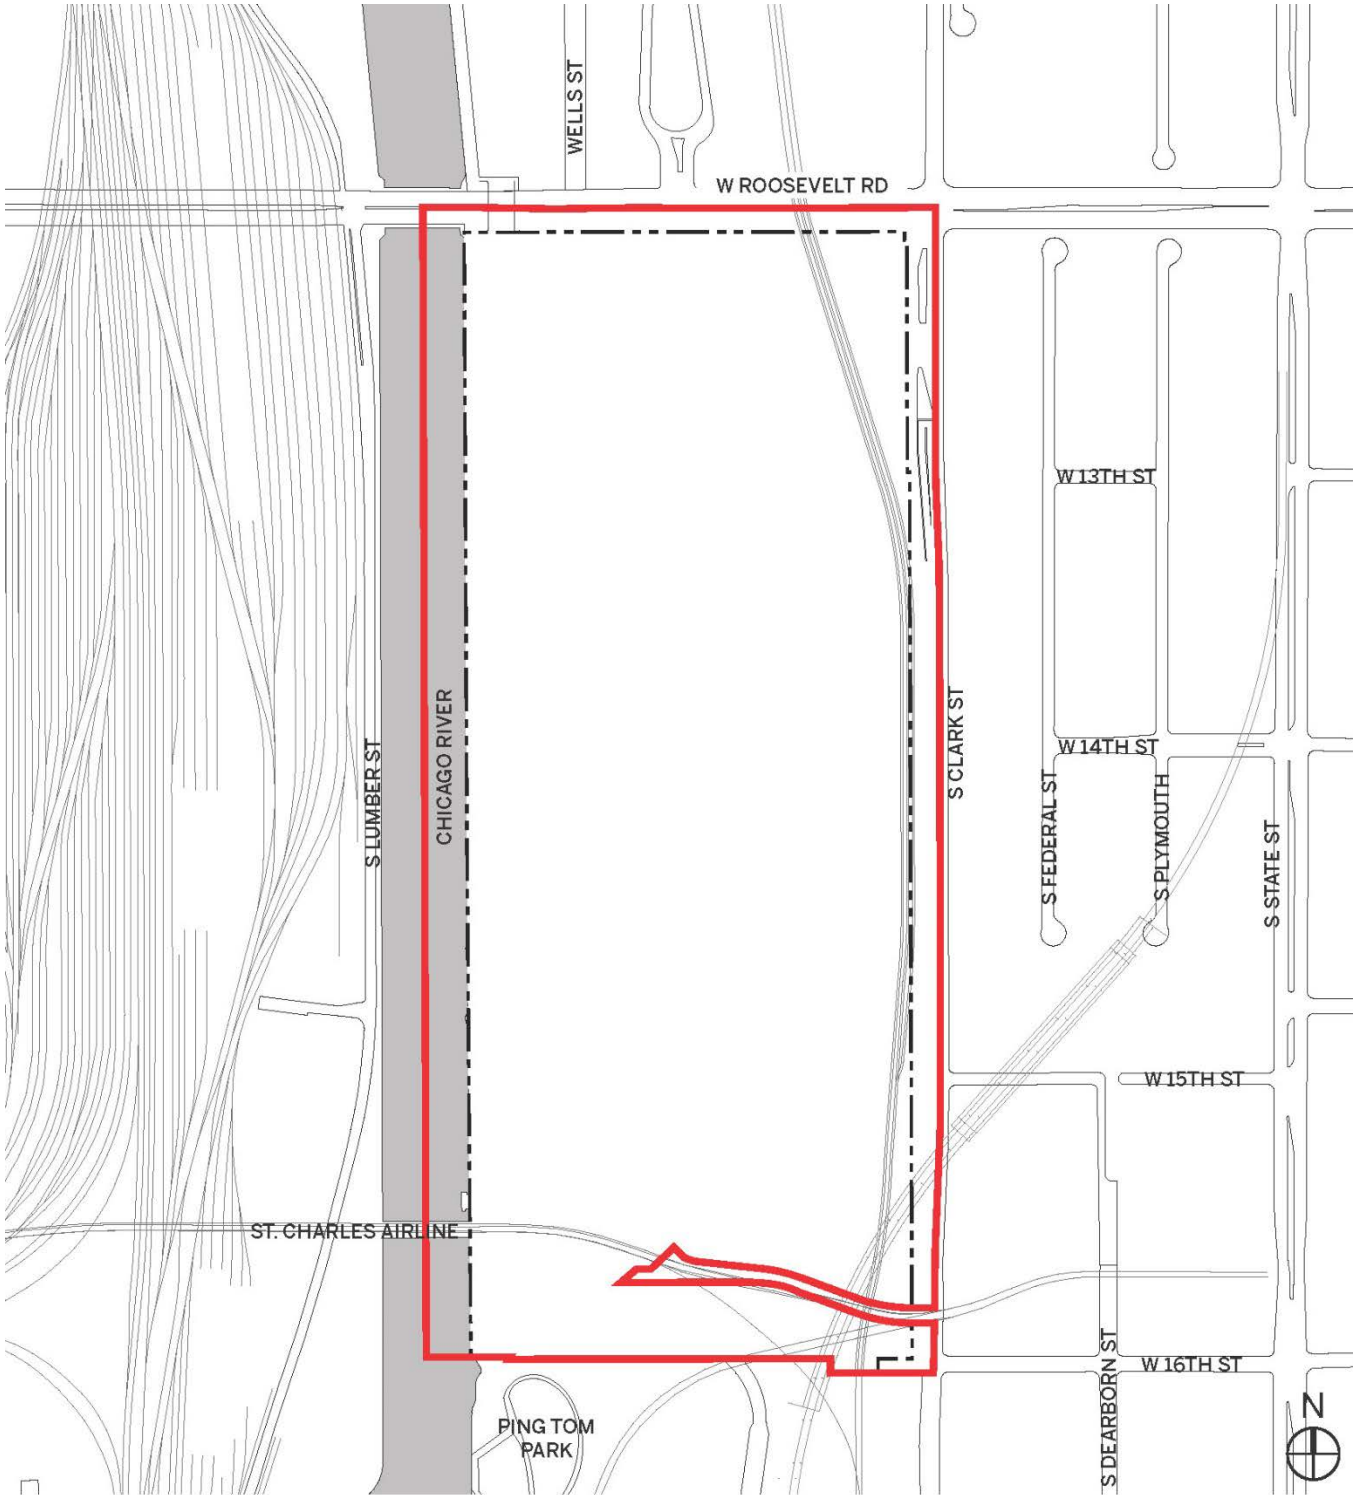 WELLS ST
W ROOSEVELT RD
W 13TH ST
CHICAGO RIVER
S LUMBER ST
S CLARK ST
W 14TH ST
S FEDERAL ST
S PLYMOUTH
S STATE ST
W 15TH ST
ST. CHARLES AIRLINE
S DEARBORN ST
W 16TH ST
PING TOM
PARK
N